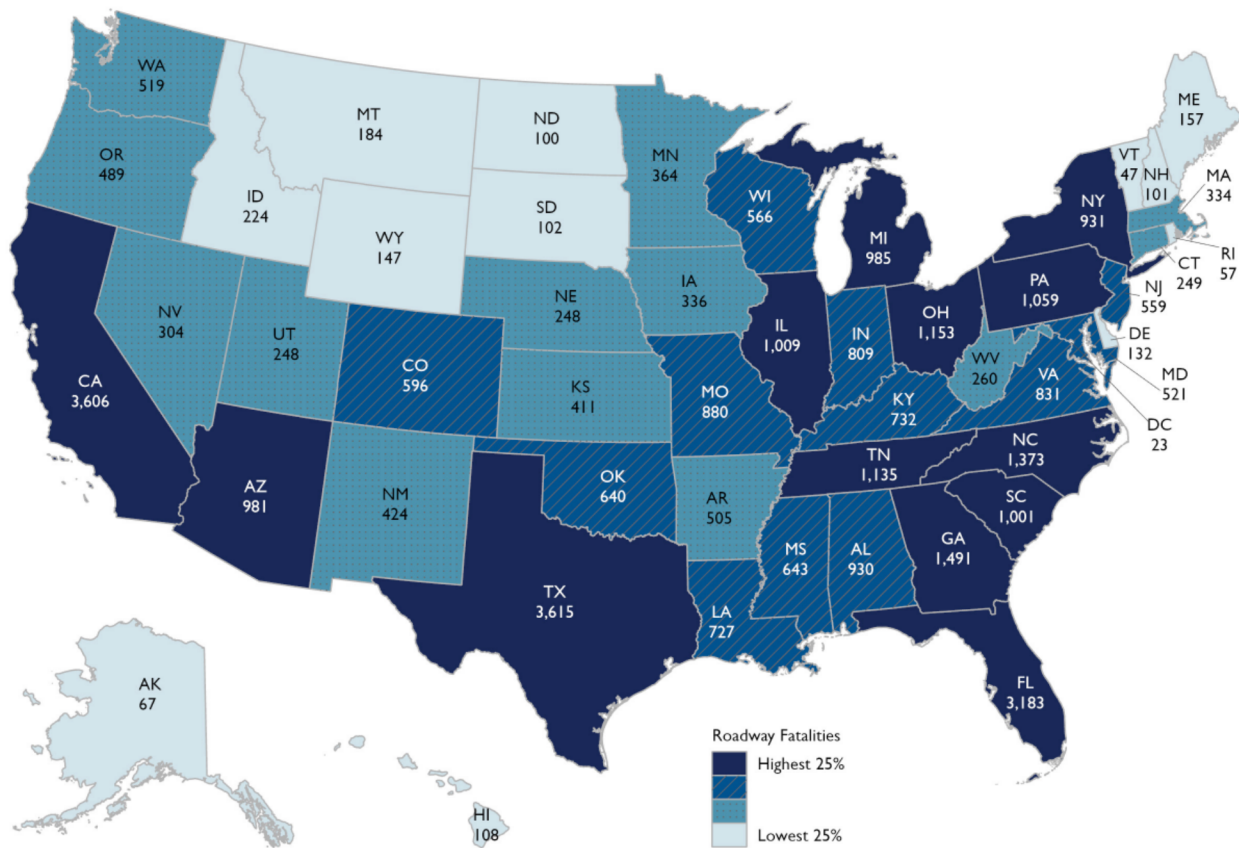 WA
519
OR
489
CA
3,606
NV
304
ID
224
MT
184
WY
147
UT
248
AZ
981
CO
596
NM
424
ND
100
SD
102
NE
248
KS
411
OK
640
TX
3,615
MN
364
IA
336
MO
880
AR
505
LA
727
WI
566
IL
1,009
MS
643
MI
985
IN
809
KY
732
TN
1,135
AL
930
OH
1,153
WV
260
VA
831
NC
1,373
SC
1,001
GA
1,491
FL
3,183
PA
1,059
NY
931
VT
47
NH
101
ME
157
MA
334
RI
57
CT
249
NJ
559
DE
132
MD
521
DC
23
AK
67
HI
108
Roadway Fatalities
Highest 25%
Lowest 25%